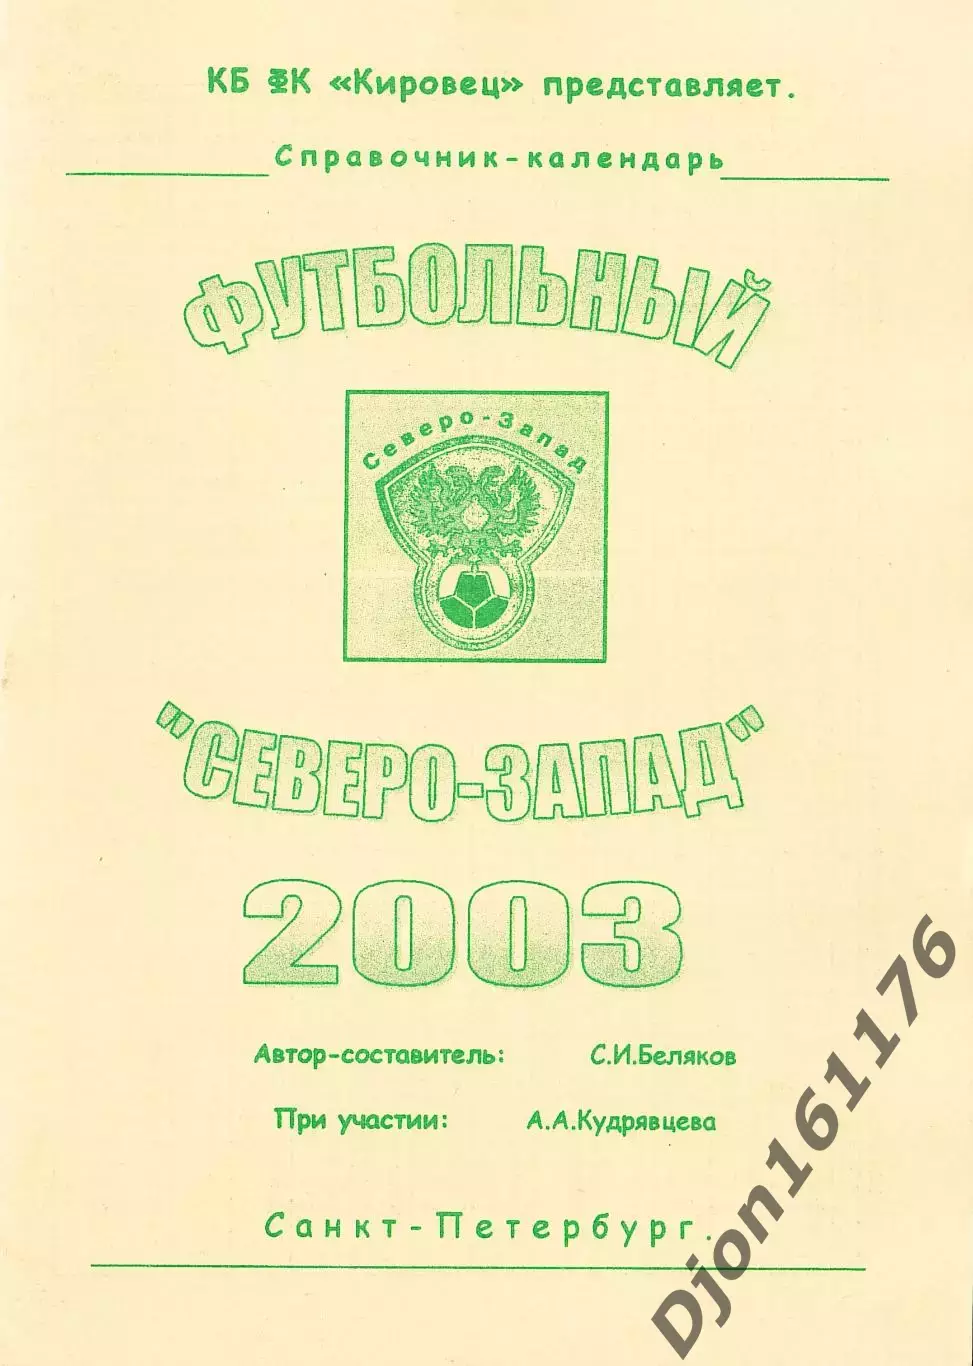 КБ ФК «Кировец» представляет.
Справочник-календарь
ФУТБОЛЬНЫЙ
Северо-Запад
"СЕВЕРО-ЗАПАД"
2003
Автор-составитель: С.И.Беляков
При участии: А.А.Кудрявцева
Санкт-Петербург.
Djon161176